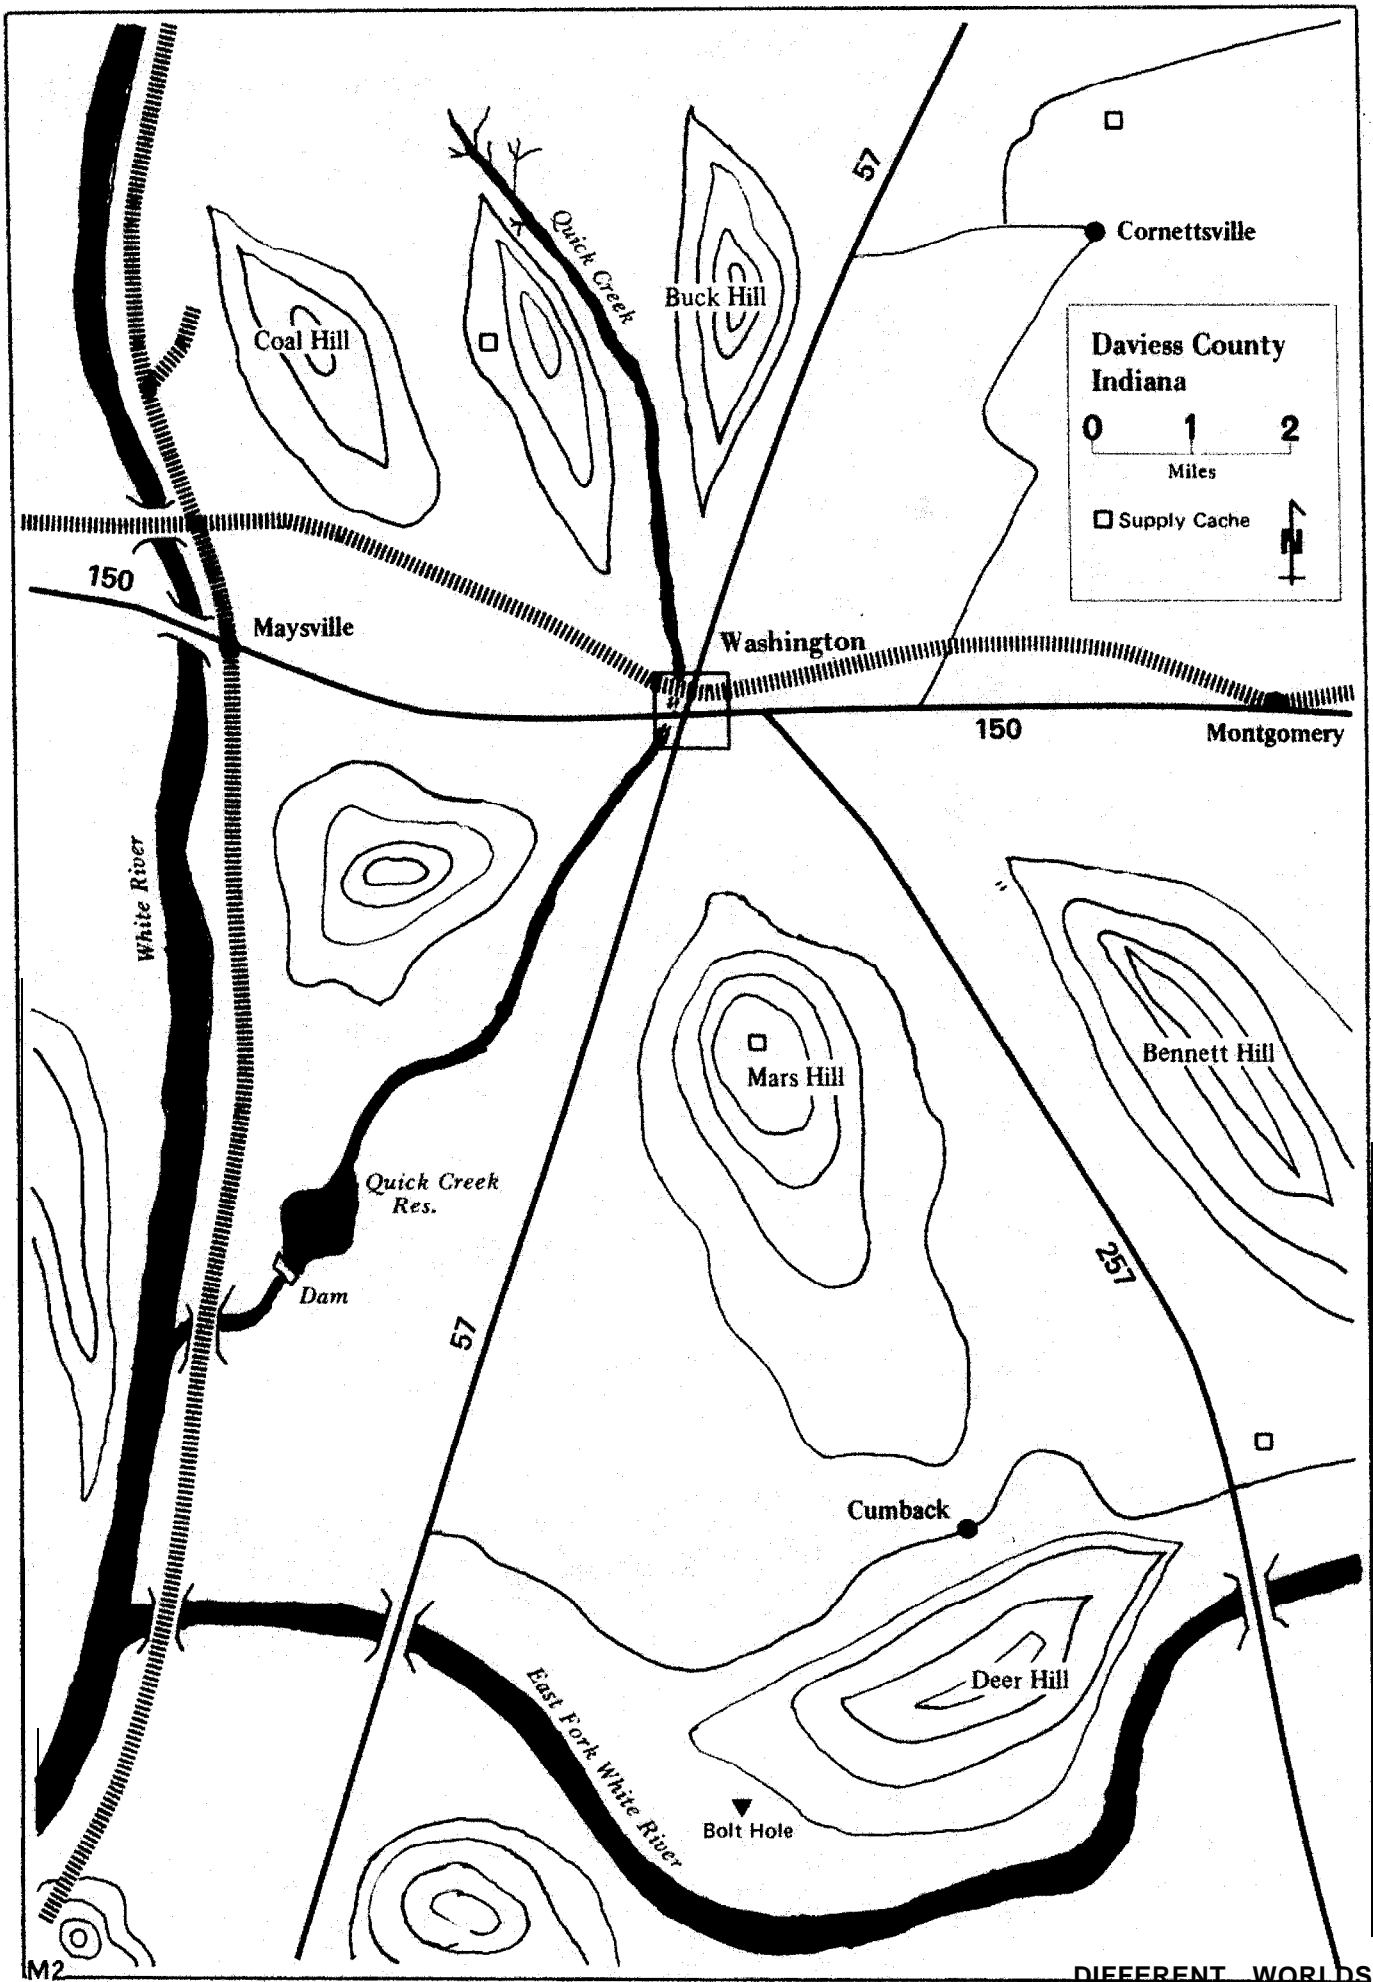 57
Quick Creek
Cornettsville
Buck Hill
Coal Hill
Daviess County
Indiana
0 1 2
Miles
Supply Cache
N
150
Maysville
Washington
150
Montgomery
White River
Bennett Hill
Mars Hill
Quick Creek
Res.
Dam
257
57
Cumback
Deer Hill
East Fork White River
Bolt Hole
M2
DIFFERENT WORLDS